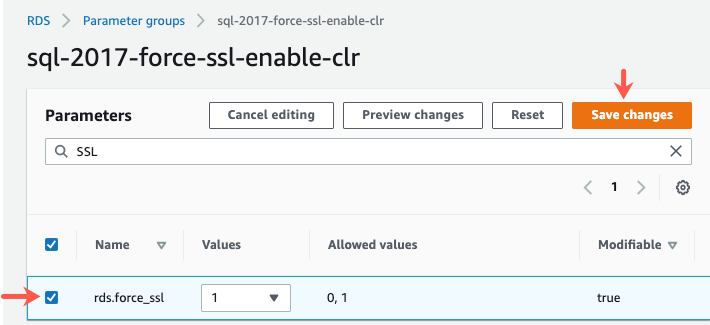 RDS > Parameter groups > sql-2017-force-ssl-enable-clr
sql-2017-force-ssl-enable-clr
Parameters Cancel editing Preview changes Reset Save changes
SSL
1
Name Values Allowed values Modifiable
rds.force_ssl 1 0, 1 true